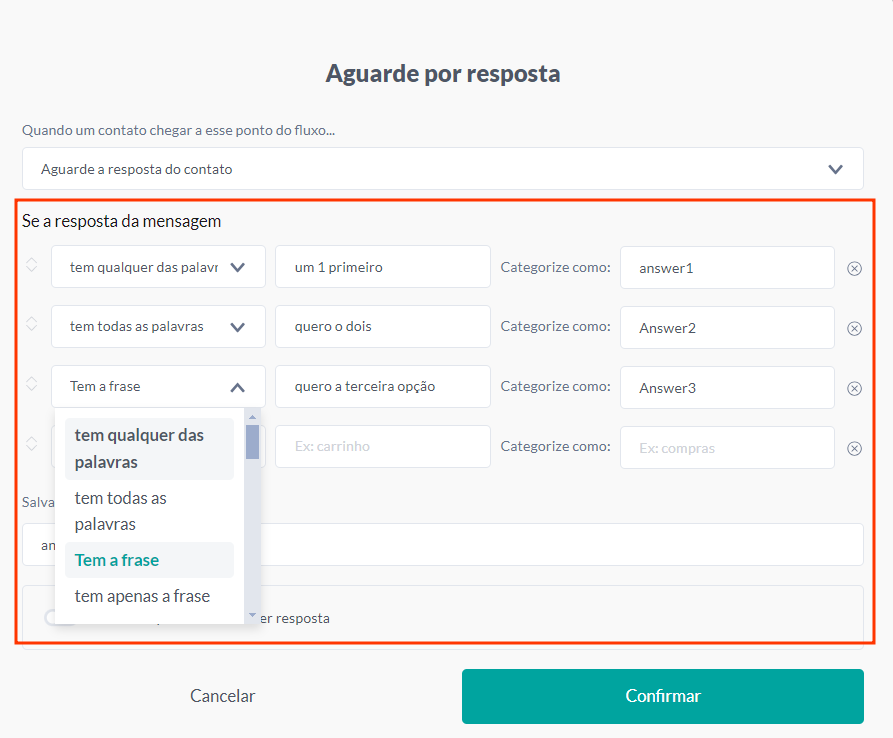 Aguarde por resposta
Quando um contato chegar a esse ponto do fluxo...
Aguarde a resposta do contato
Se a resposta da mensagem
tem qualquer das palavr um 1 primeiro Categorize como: answer1
tem todas as palavras quero o dois Categorize como: Answer2
Tem a frase quero a terceira opção Categorize como: Answer3
tem qualquer das
palavras
Ex: carrinho Categorize como: Ex: compras
tem todas as
palavras
Salva
Tem a frase
an
tem apenas a frase
er resposta
Cancelar Confirmar